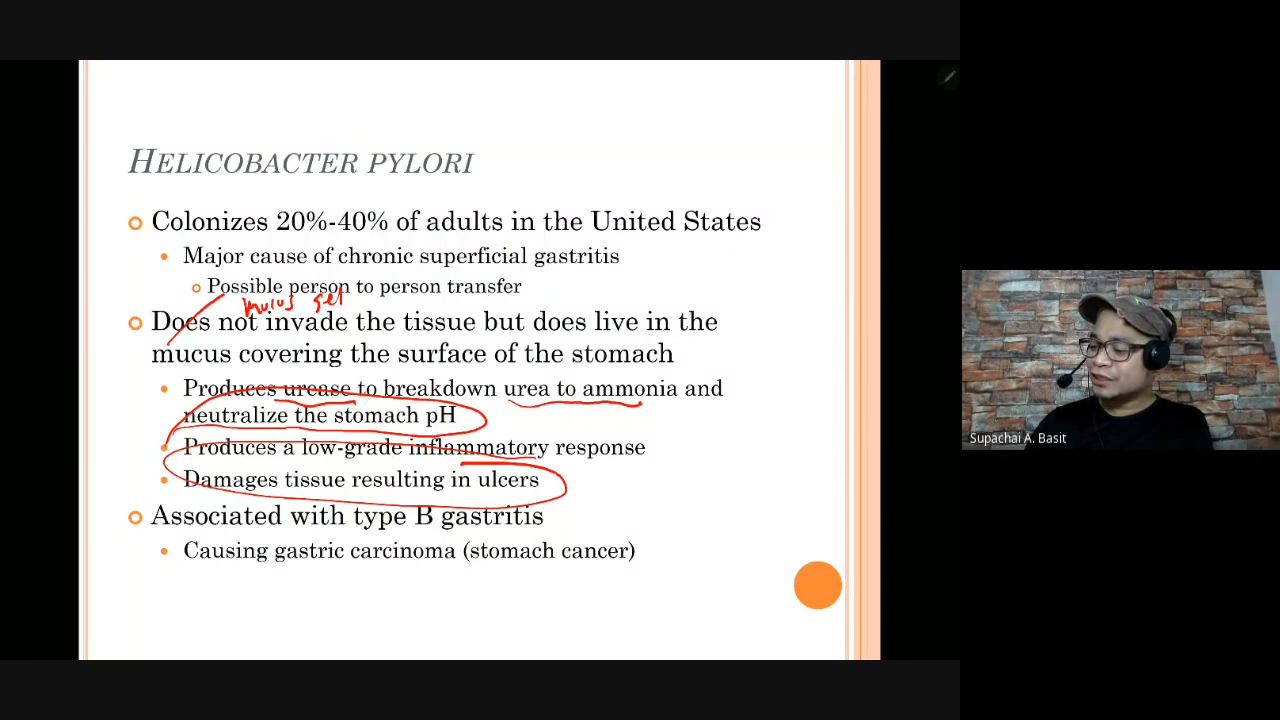 HELICOBACTER PYLORI
Colonizes 20%-40% of adults in the United States
Major cause of chronic superficial gastritis
Possible person to person transfer
mucus gel
Does not invade the tissue but does live in the
mucus covering the surface of the stomach
Produces urease to breakdown urea to ammonia and
neutralize the stomach pH
Produces a low-grade inflammatory response
Damages tissue resulting in ulcers
Associated with type B gastritis
Causing gastric carcinoma (stomach cancer)
Supachai A. Basit